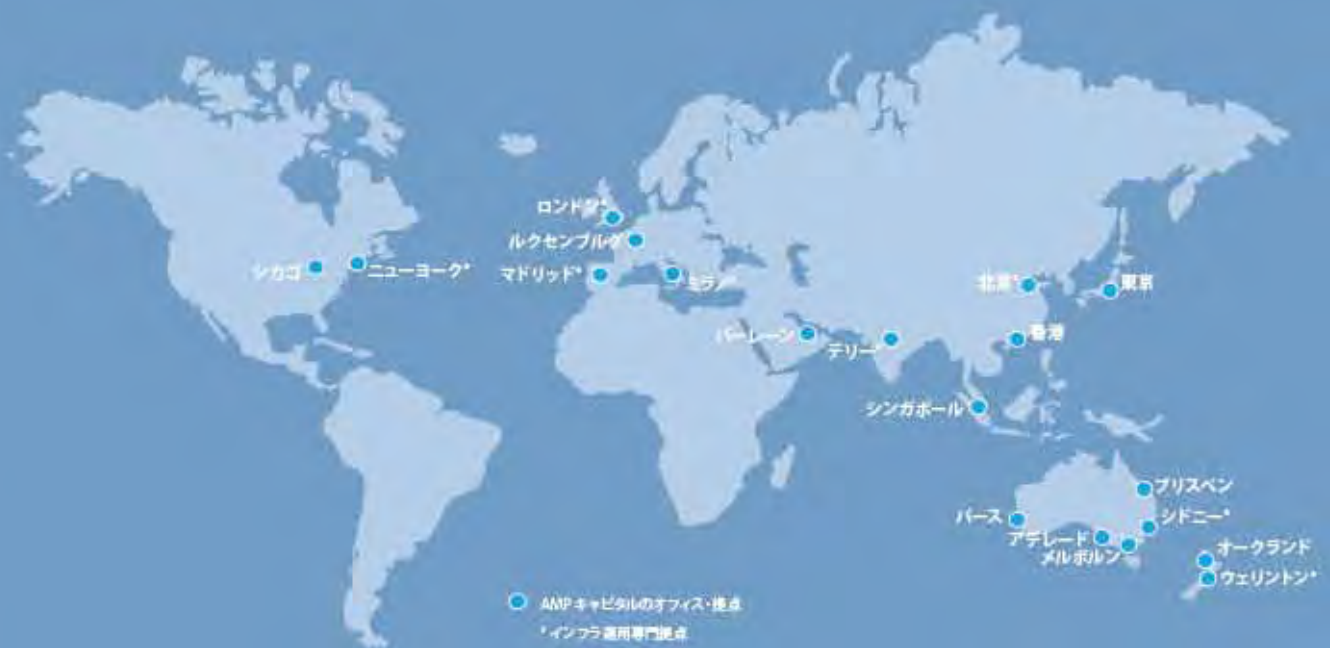 ロンドン*
ルクセンブルグ
シカゴ
ニューヨーク*
マドリッド*
ミラノ*
北京*
東京
バーレーン
デリー*
香港
シンガポール
ブリスベン
パース
シドニー*
アデレード
メルボルン
オークランド
ウェリントン*
AMPキャピタルのオフィス・拠点
*インフラ運用専門拠点